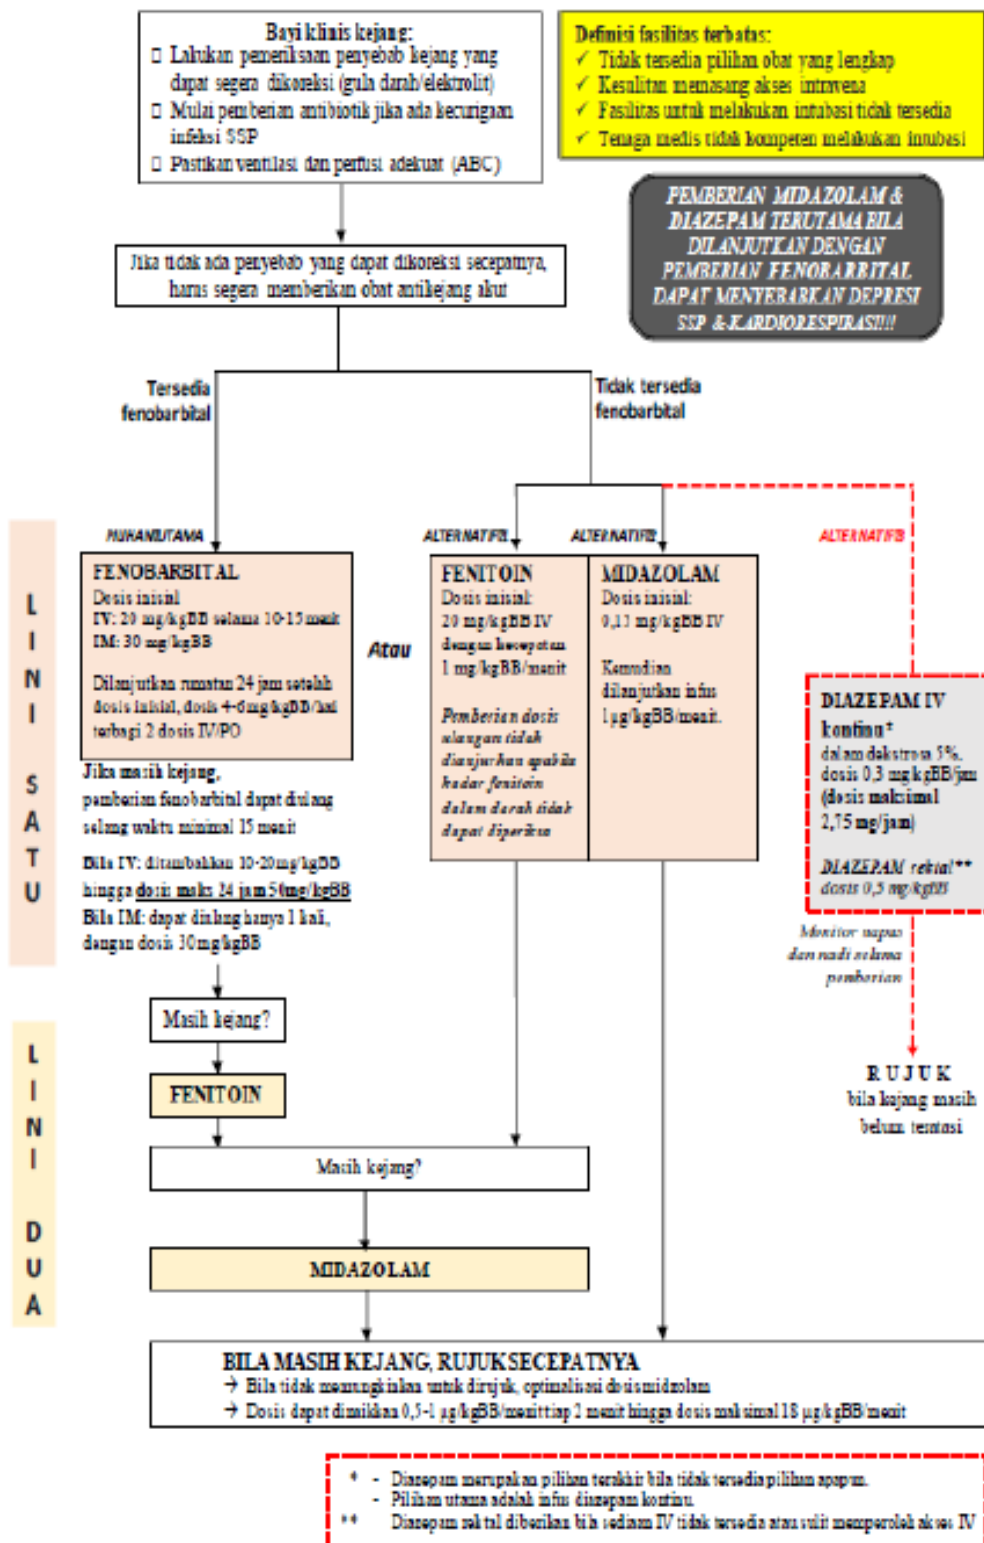 Bayi klinis kejang:
Lakukan pemeriksaan penyebab kejang yang
dapat segera dikoreksi (gula darah/elektrolit)
Mulai pemberian antibiotik jika ada kecurigaan
infeksi SSP
Pastikan ventilasi dan perfusi adekuat (ABC)
Definisi fasilitas terbatas:
✓ Tidak tersedia pilihan obat yang lengkap
✓ Kesulitan memasang akses intravena
✓ Fasilitas untuk melakukan intubasi tidak tersedia
✓ Tenaga medis tidak kompeten melakukan intubasi
PEMBERIAN MIDAZOLAM &
DIAZEPAM TERUTAMA BILA
DILANJUTKAN DENGAN
PEMBERIAN FENOBARBITAL
DAPAT MENYEBABKAN DEPRESI
SSP & KARDIORESPIRASI!!!!
Jika tidak ada penyebab yang dapat dikoreksi secepatnya,
harus segera memberikan obat antikejang akut
Tersedia
fenobarbital
Tidak tersedia
fenobarbital
LINI SATU
UTAMA
FENOBARBITAL
Dosis inisial
IV: 20 mg/kgBB selama 10-15 menit
IM: 30 mg/kgBB
Dilanjutkan rumatan 24 jam setelah
dosis inisial, dosis 4-6mg/kgBB/hari
terbagi 2 dosis IV/PO
Jika masih kejang,
pemberian fenobarbital dapat diulang
selang waktu minimal 15 menit
Bila IV: ditambahkan 10-20mg/kgBB
hingga dosis maks 24 jam 50mg/kgBB
Bila IM: dapat diulang hanya 1 kali,
dengan dosis 30mg/kgBB
Atau
ALTERNATIF
FENITOIN
Dosis inisial:
20 mg/kgBB IV
dengan kecepatan
1 mg/kgBB/menit
Pemberian dosis
ulangan tidak
dianjurkan apabila
kadar fenitoin
dalam darah tidak
dapat diperiksa
ALTERNATIF
MIDAZOLAM
Dosis inisial:
0,15 mg/kgBB IV
Kemudian
dilanjutkan infus
1µg/kgBB/menit.
ALTERNATIF
DIAZEPAM IV
kontinu*
dalam dekstrosa 5%.
dosis 0,3 mg/kgBB/jam
(dosis maksimal
2,75 mg/jam)
DIAZEPAM rektal**
dosis 0,5 mg/kgBB
Monitor napas
dan nadi selama
pemberian
RUJUK
bila kejang masih
belum teratasi
LINI DUA
Masih kejang?
FENITOIN
Masih kejang?
MIDAZOLAM
BILA MASIH KEJANG, RUJUK SECEPATNYA
→ Bila tidak memungkinkan untuk dirujuk, optimalisasi dosis midzolam
→ Dosis dapat dinaikkan 0,5-1 µg/kgBB/menit tiap 2 menit hingga dosis maksimal 18 µg/kgBB/menit
* - Diazepam merupakan pilihan terakhir bila tidak tersedia pilihan apapun.
- Pilihan utama adalah infus diazepam kontinu.
** Diazepam rektal diberikan bila sediaan IV tidak tersedia atau sulit memperoleh akses IV